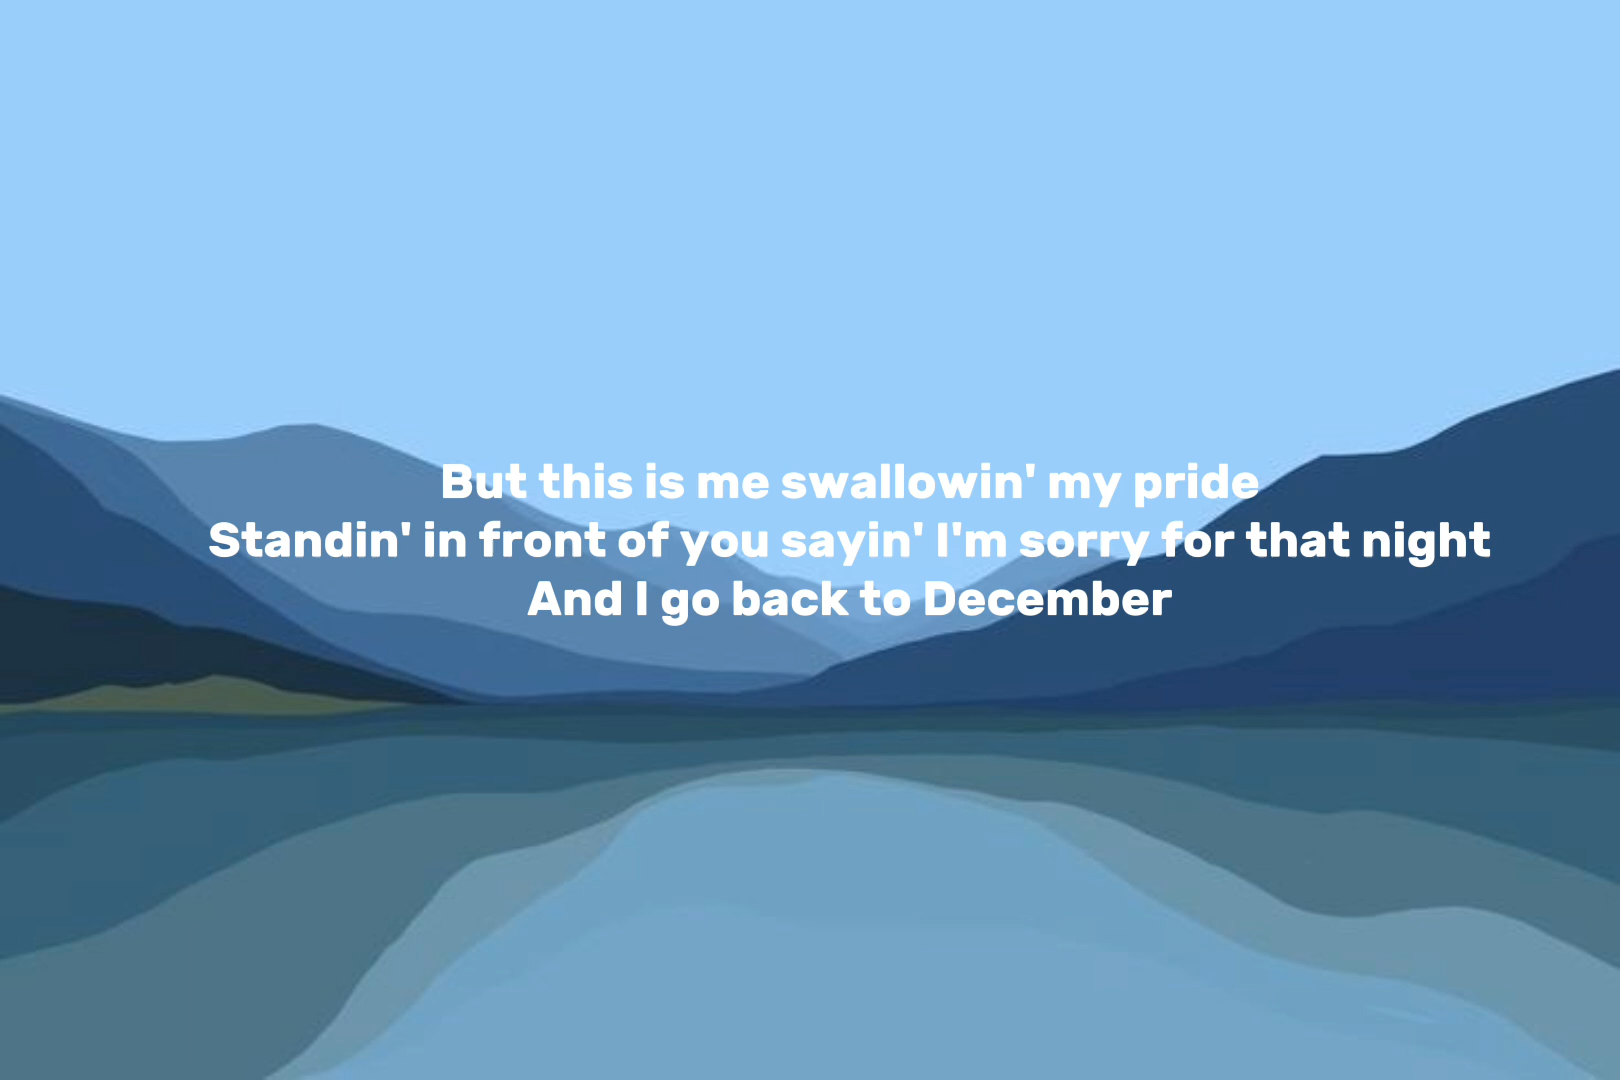 But this is me swallowin' my pride
Standin' in front of you sayin' I'm sorry for that night
And I go back to December